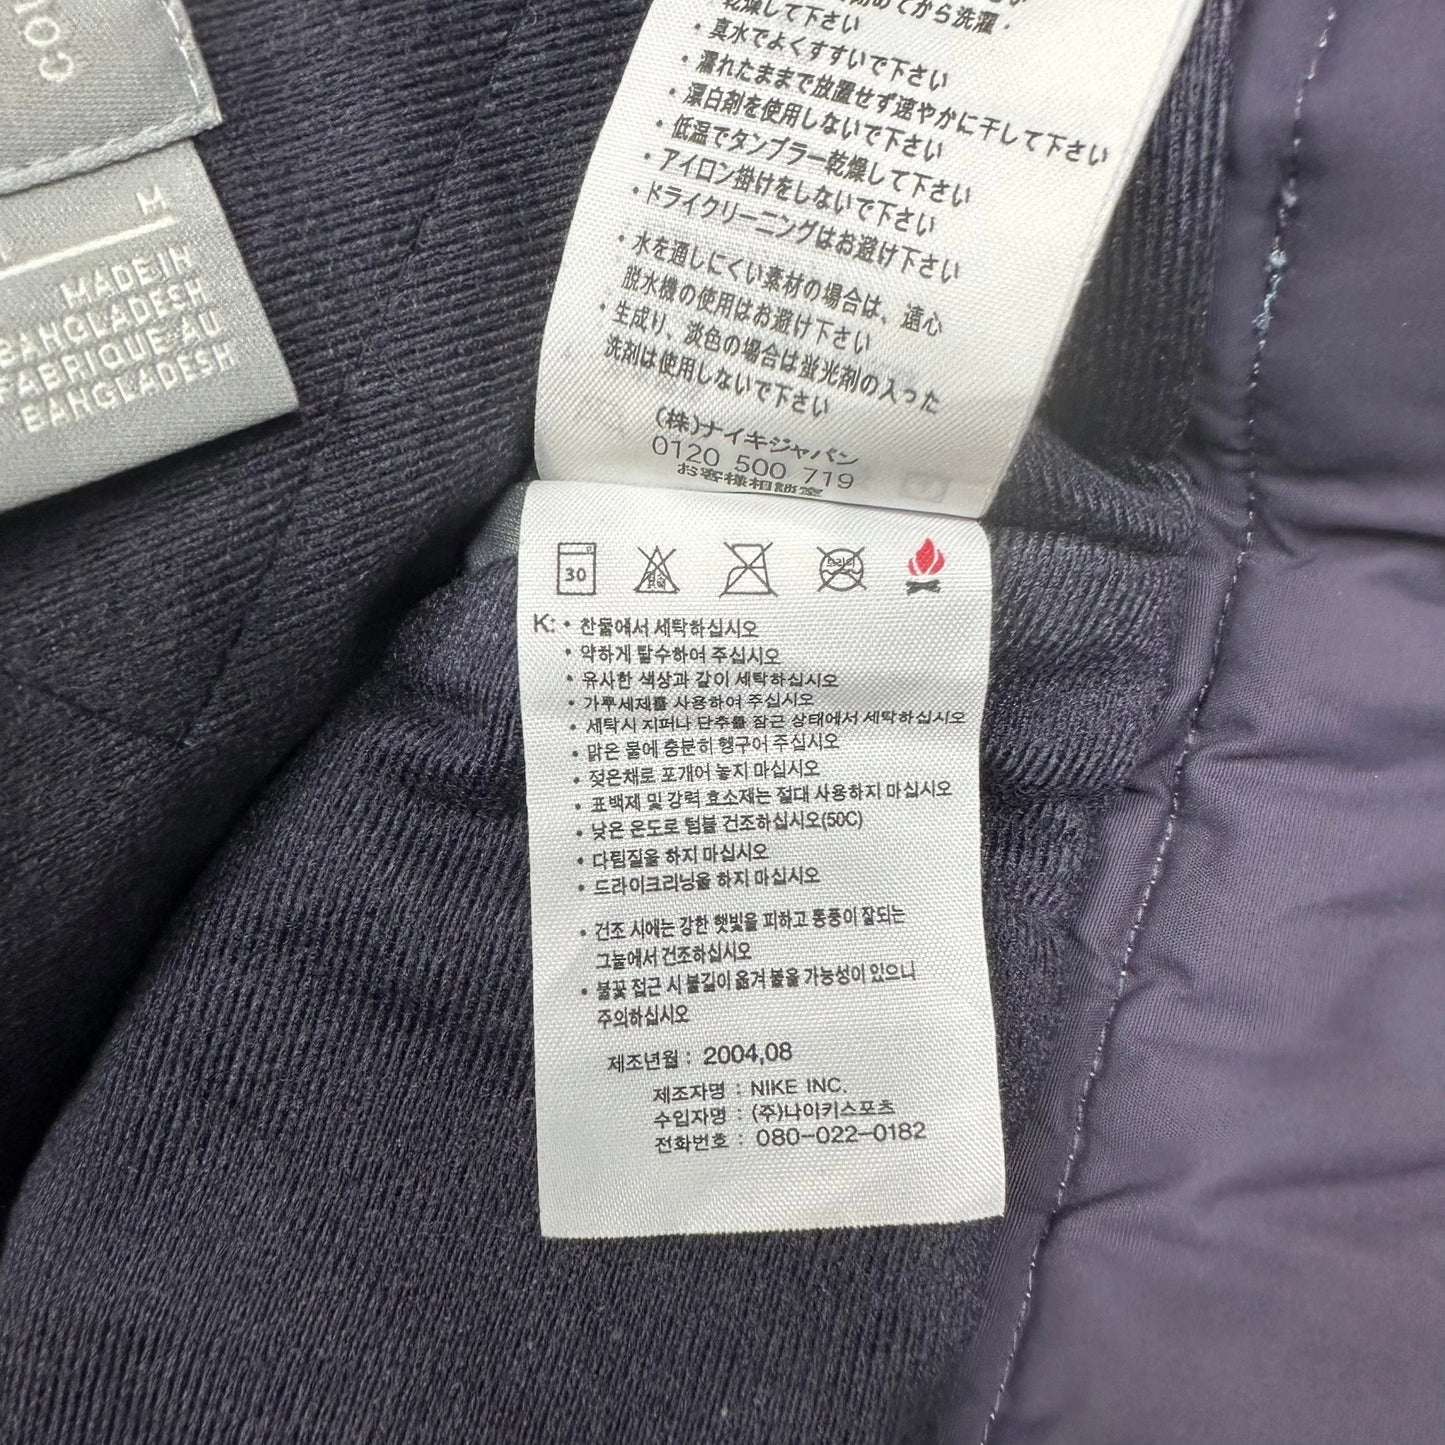 COU
M
MADE IN
BANGLADESH
FABRIQUE AU
BANGLADESH
乾燥して下さい
・真水でよくすすいで下さい
・濡れたままで放置せず速やかに干して下さい
・漂白剤を使用しないで下さい
・低温でタンブラー乾燥して下さい
・アイロン掛けをしないで下さい
・ドライクリーニングはお避け下さい
・水を通しにくい素材の場合は、遠心
脱水機の使用はお避け下さい
・生成り、淡色の場合は蛍光剤の入った
洗剤は使用しないで下さい
(株)ナイキジャパン
0120 500 719
お客様相談室
30
K: • 찬물에서 세탁하십시오
• 약하게 탈수하여 주십시오
• 유사한 색상과 같이 세탁하십시오
• 가루세제를 사용하여 주십시오
• 세탁시 지퍼나 단추를 잠근 상태에서 세탁하십시오
• 맑은 물에 충분히 헹구어 주십시오
• 젖은채로 포개어 놓지 마십시오
• 표백제 및 강력 효소제는 절대 사용하지 마십시오
• 낮은 온도로 텀블 건조하십시오(50C)
• 다림질을 하지 마십시오
• 드라이크리닝을 하지 마십시오
• 건조 시에는 강한 햇빛을 피하고 통풍이 잘되는
그늘에서 건조하십시오
• 불꽃 접근 시 불길이 옮겨 붙을 가능성이 있으니
주의하십시오
제조년월 : 2004,08
제조자명 : NIKE INC.
수입자명 : (주)나이키스포츠
전화번호 : 080-022-0182